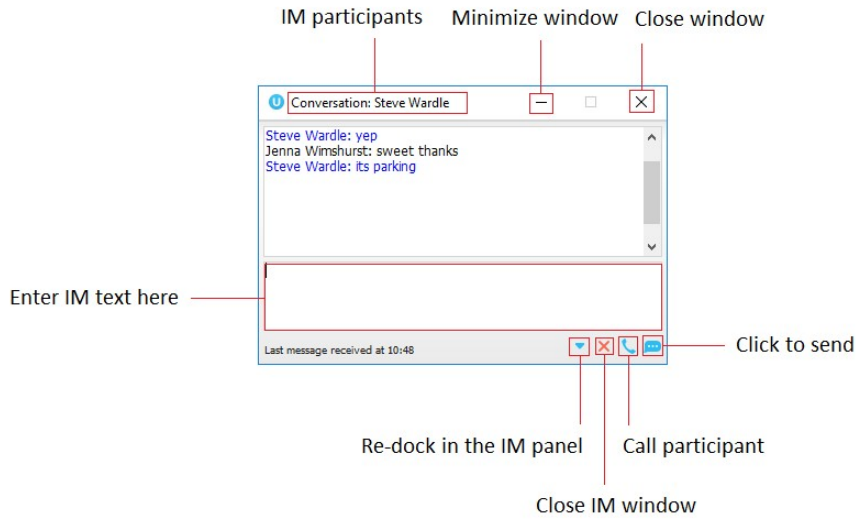 IM participants
Minimize window
Close window
U
Conversation: Steve Wardle
Steve Wardle: yep
Jenna Wimshurst: sweet thanks
Steve Wardle: its parking
Enter IM text here
Last message received at 10:48
Click to send
Re-dock in the IM panel
Call participant
Close IM window